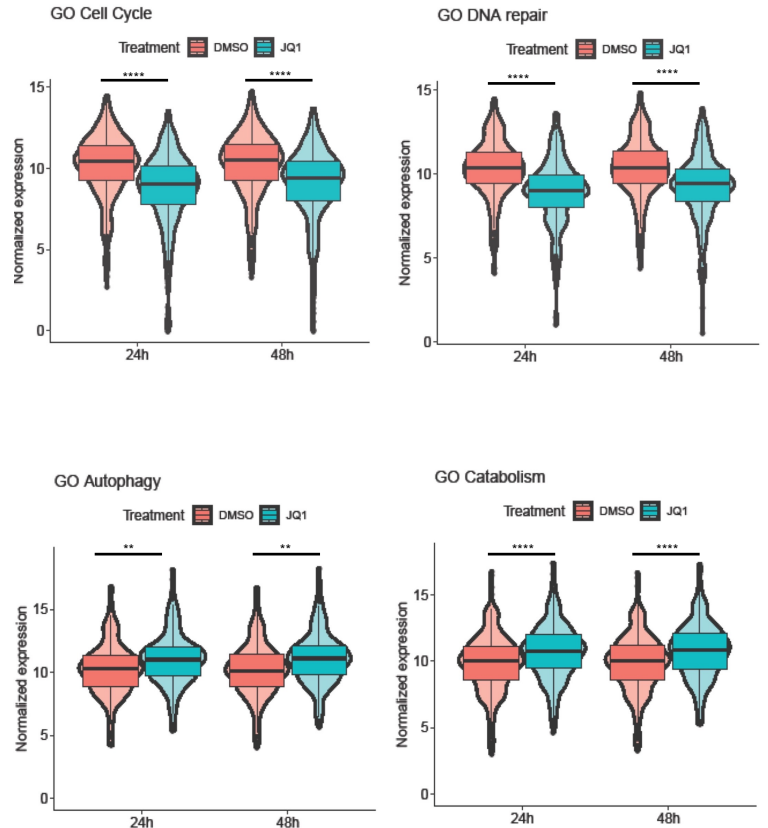 GO Cell Cycle
Treatment DMSO JQ1
**** ****
15
10
5
0
Normalized expression
24h 48h
GO DNA repair
Treatment DMSO JQ1
**** ****
15
10
5
0
Normalized expression
24h 48h
GO Autophagy
Treatment DMSO JQ1
** **
15
10
5
0
Normalized expression
24h 48h
GO Catabolism
Treatment DMSO JQ1
**** ****
15
10
5
0
Normalized expression
24h 48h